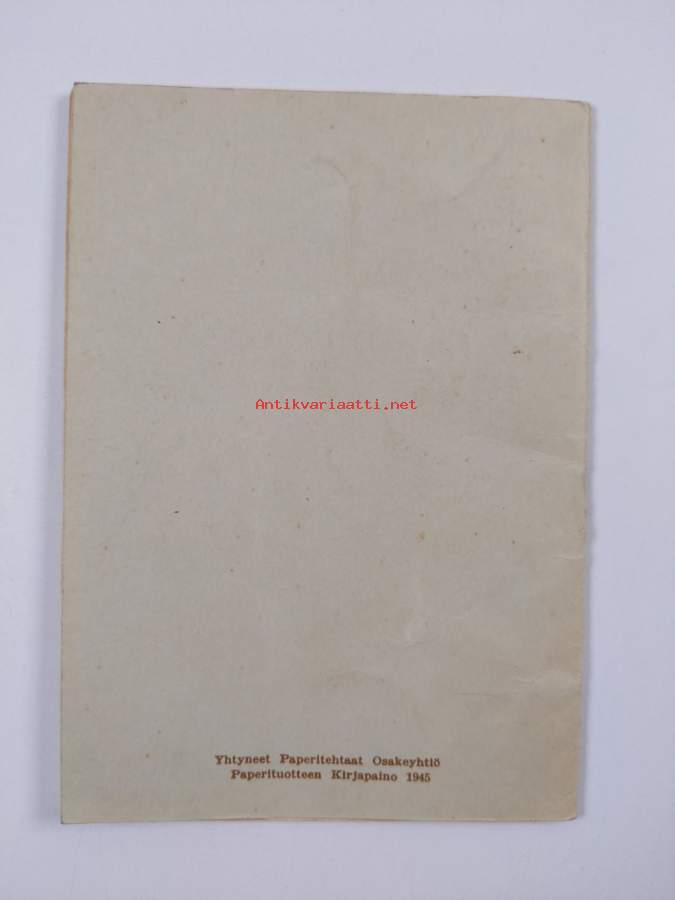 Antikvariaatti.net
Yhtyneet Paperitehtaat Osakeyhtiö
Paperituotteen Kirjapaino 1945